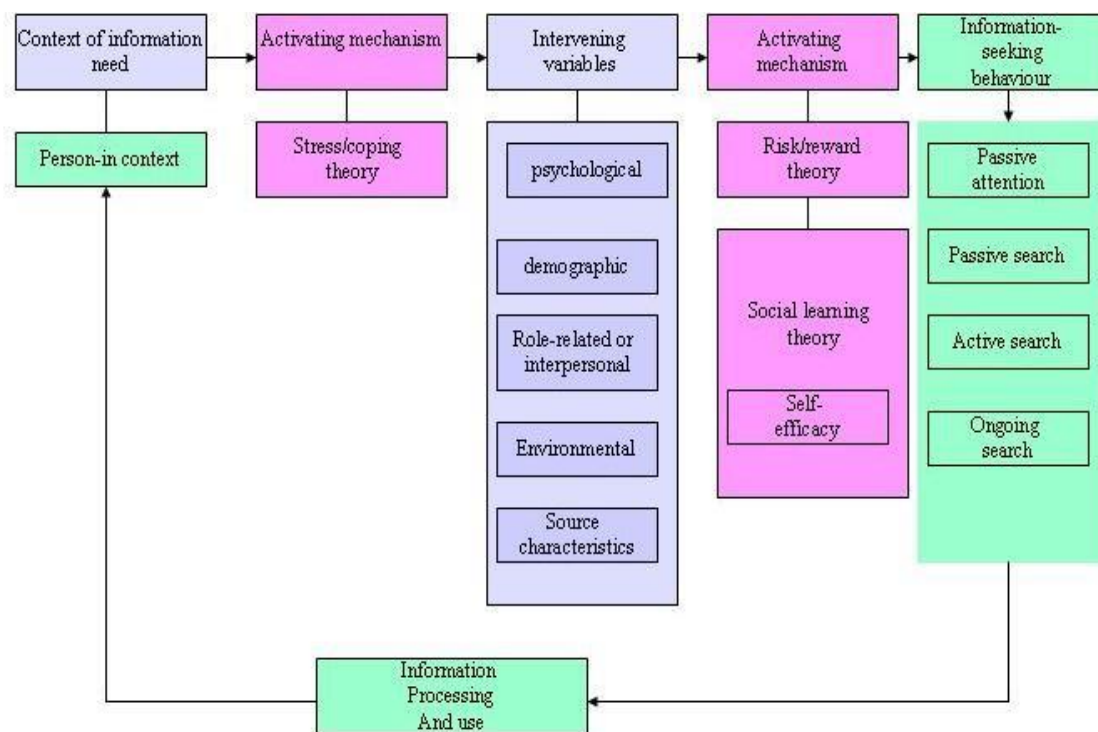 Context of information
need
Activating mechanism
Intervening
variables
Activating
mechanism
Information-
seeking
behaviour
Person-in context
Stress/coping
theory
psychological
demographic
Role-related or
interpersonal
Environmental
Source
characteristics
Risk/reward
theory
Social learning
theory
Self-
efficacy
Passive
attention
Passive search
Active search
Ongoing
search
Information
Processing
And use